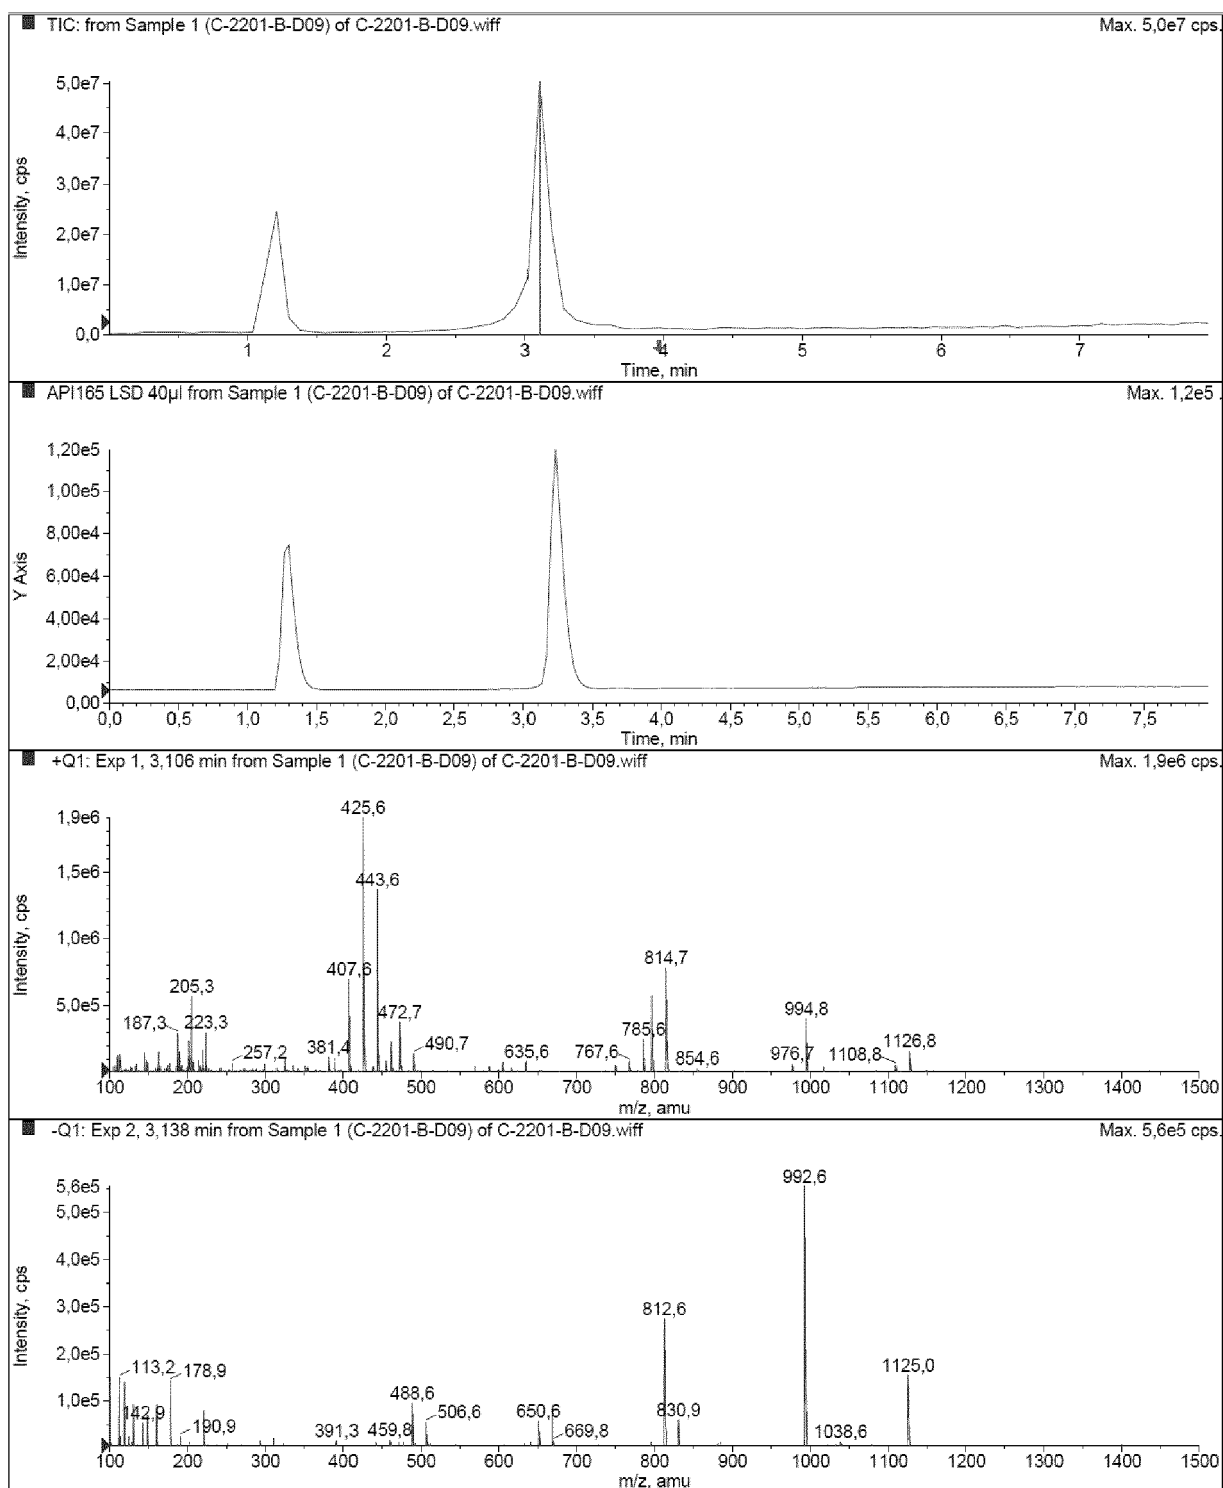 TIC: from Sample 1 (C-2201-B-D09) of C-2201-B-D09.wiff Max. 5,0e7 cps.
5,0e7
4,0e7
3,0e7
2,0e7
1,0e7
0,0
Intensity, cps
1 2 3 4 5 6 7
Time, min
API165 LSD 40µl from Sample 1 (C-2201-B-D09) of C-2201-B-D09.wiff Max. 1,2e5 .
1,20e5
1,00e5
8,00e4
6,00e4
4,00e4
2,00e4
0,00
Y Axis
0,0 0,5 1,0 1,5 2,0 2,5 3,0 3,5 4,0 4,5 5,0 5,5 6,0 6,5 7,0 7,5
Time, min
+Q1: Exp 1, 3,106 min from Sample 1 (C-2201-B-D09) of C-2201-B-D09.wiff Max. 1,9e6 cps.
1,9e6
1,5e6
1,0e6
5,0e5
Intensity, cps
425,6
443,6
407,6 814,7
205,3
472,7 994,8
187,3 223,3 785,6
257,2 381,4 490,7 635,6 767,6 854,6 976,7 1108,8 1126,8
100 200 300 400 500 600 700 800 900 1000 1100 1200 1300 1400 1500
m/z, amu
-Q1: Exp 2, 3,138 min from Sample 1 (C-2201-B-D09) of C-2201-B-D09.wiff Max. 5,6e5 cps.
5,6e5
5,0e5
4,0e5
3,0e5
2,0e5
1,0e5
Intensity, cps
992,6
812,6
113,2 178,9 1125,0
142,9 488,6 506,6 650,6 830,9
190,9 391,3 459,8 669,8 1038,6
100 200 300 400 500 600 700 800 900 1000 1100 1200 1300 1400 1500
m/z, amu